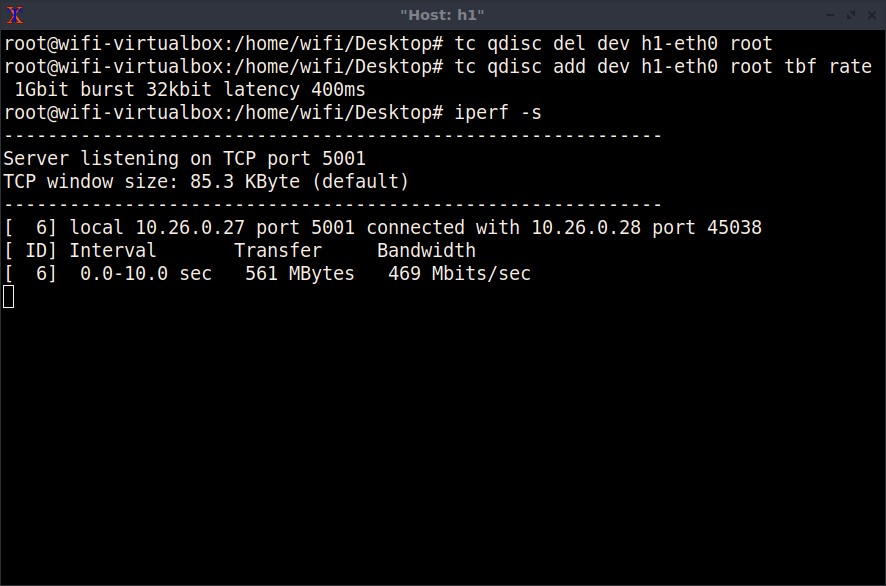 "Host: h1"
root@wifi-virtualbox:/home/wifi/Desktop# tc qdisc del dev h1-eth0 root
root@wifi-virtualbox:/home/wifi/Desktop# tc qdisc add dev h1-eth0 root tbf rate
 1Gbit burst 32kbit latency 400ms
root@wifi-virtualbox:/home/wifi/Desktop# iperf -s
------------------------------------------------------------
Server listening on TCP port 5001
TCP window size: 85.3 KByte (default)
------------------------------------------------------------
[  6] local 10.26.0.27 port 5001 connected with 10.26.0.28 port 45038
[ ID] Interval       Transfer     Bandwidth
[  6]  0.0-10.0 sec   561 MBytes   469 Mbits/sec